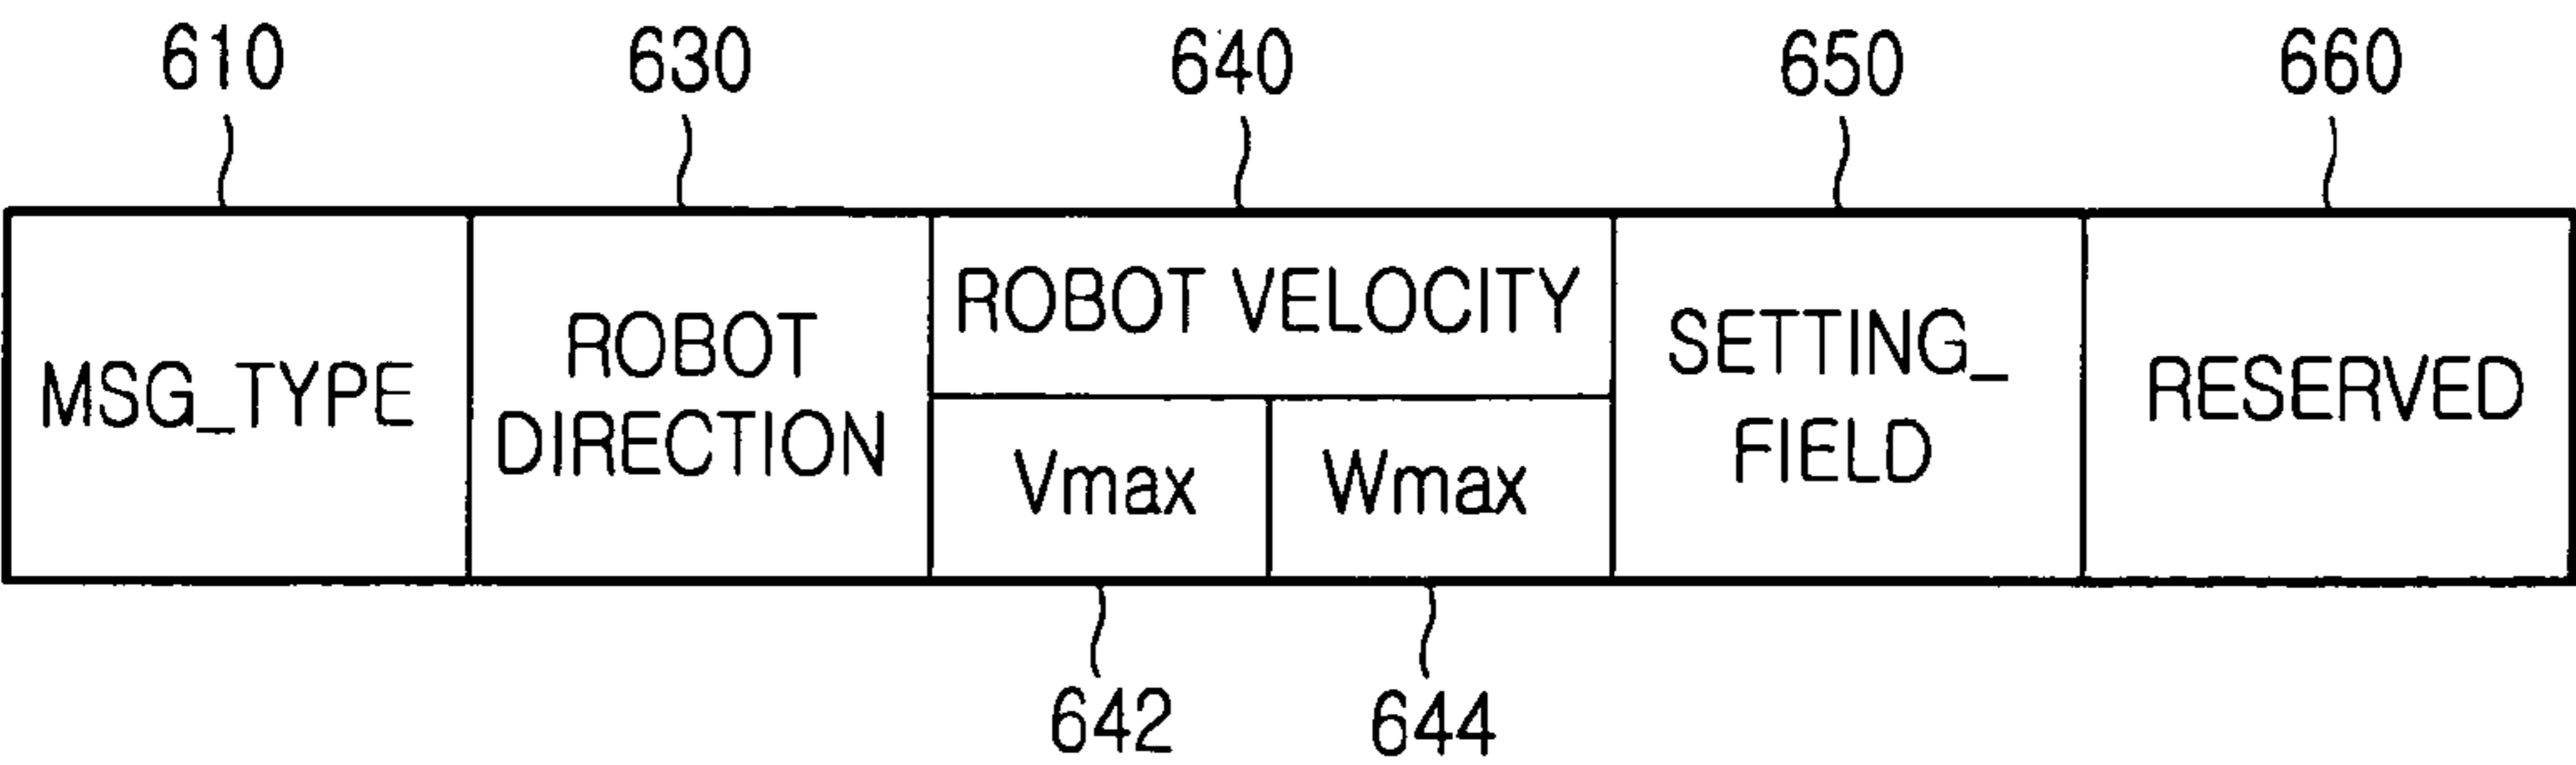 610 630 640 650 660
MSG_TYPE
ROBOT
DIRECTION
ROBOT VELOCITY
Vmax Wmax
SETTING_
FIELD
RESERVED
642 644